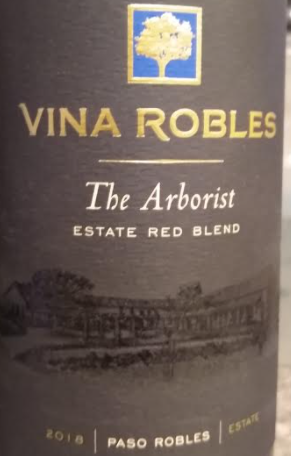 VINA ROBLES
The Arborist
ESTATE RED BLEND
2018 | PASO ROBLES | ESTATE